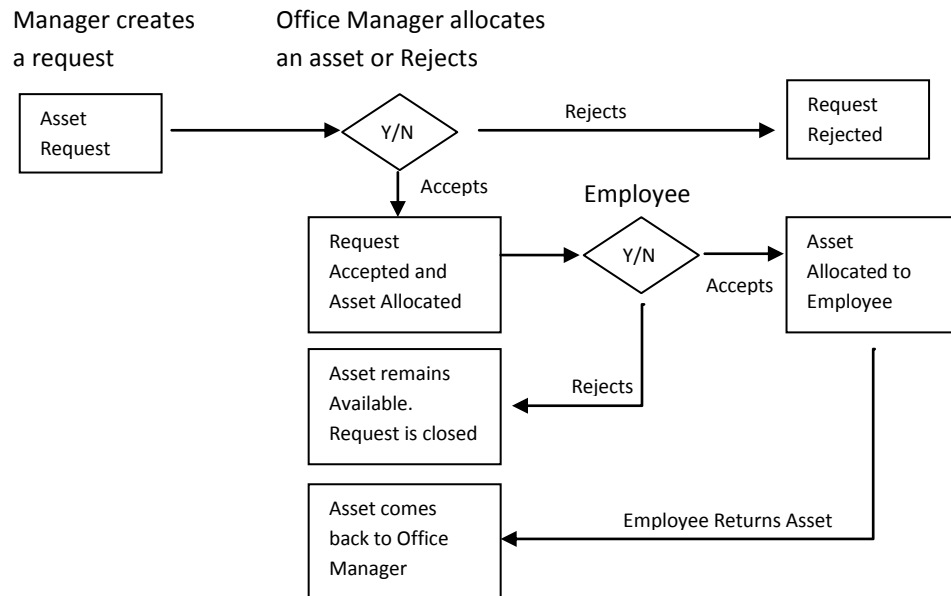 Manager creates
a request
Office Manager allocates
an asset or Rejects
Asset
Request
Y/N
Rejects
Request
Rejected
Accepts
Employee
Request
Accepted and
Asset Allocated
Y/N
Accepts
Asset
Allocated to
Employee
Asset remains
Available.
Request is closed
Rejects
Asset comes
back to Office
Manager
Employee Returns Asset